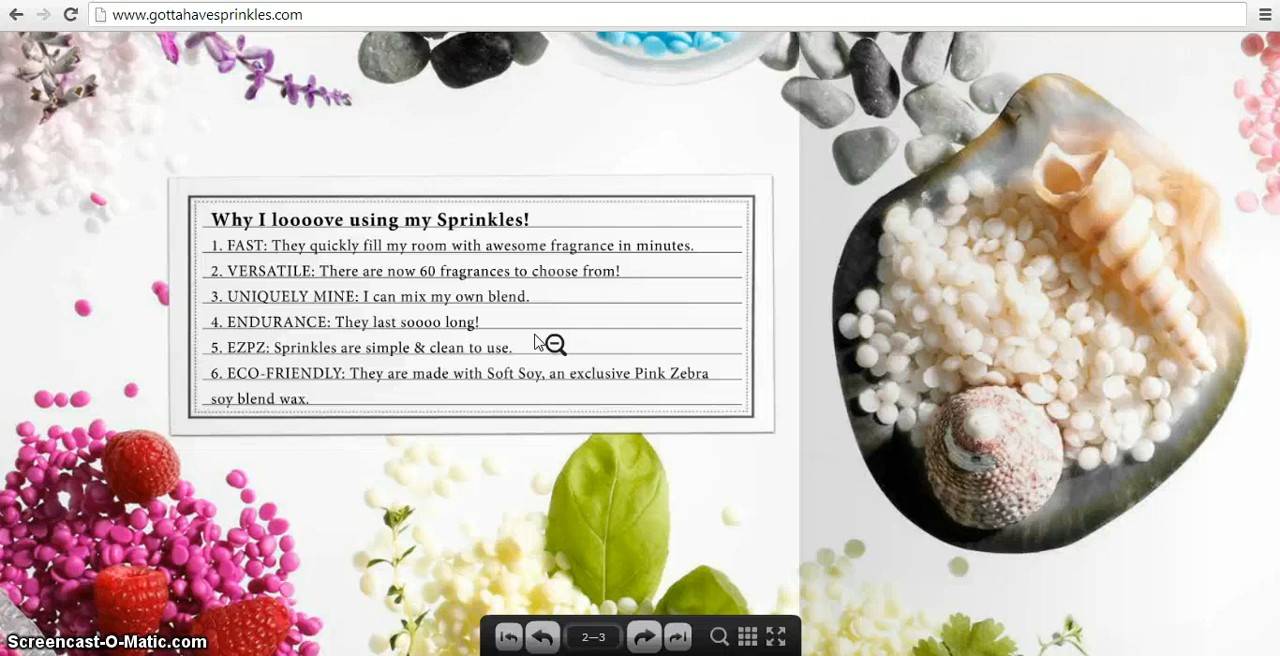 www.gottahavesprinkles.com
Why I loooove using my Sprinkles!
1. FAST: They quickly fill my room with awesome fragrance in minutes.
2. VERSATILE: There are now 60 fragrances to choose from!
3. UNIQUELY MINE: I can mix my own blend.
4. ENDURANCE: They last soooo long!
5. EZPZ: Sprinkles are simple & clean to use.
6. ECO-FRIENDLY: They are made with Soft Soy, an exclusive Pink Zebra
soy blend wax.
2—3
Screencast-O-Matic.com